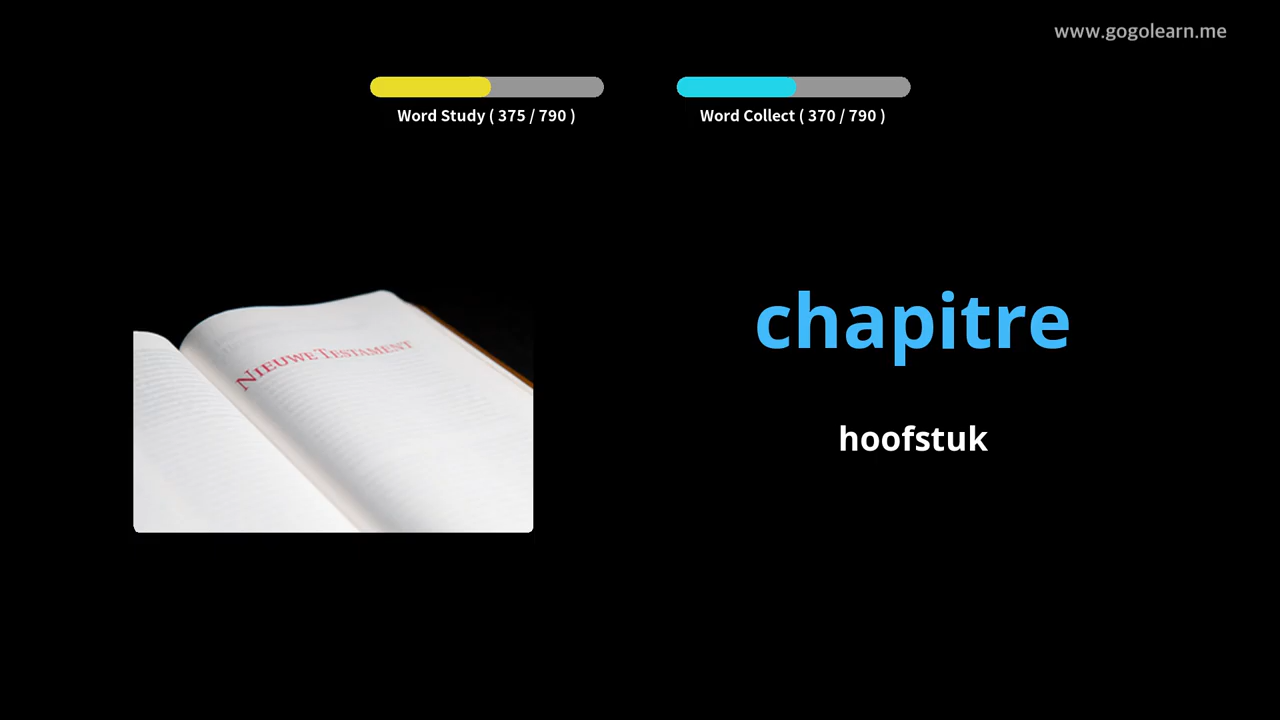 www.gogolearn.me
Word Study ( 375 / 790 )
Word Collect ( 370 / 790 )
NIEUWE TESTAMENT
chapitre
hoofstuk